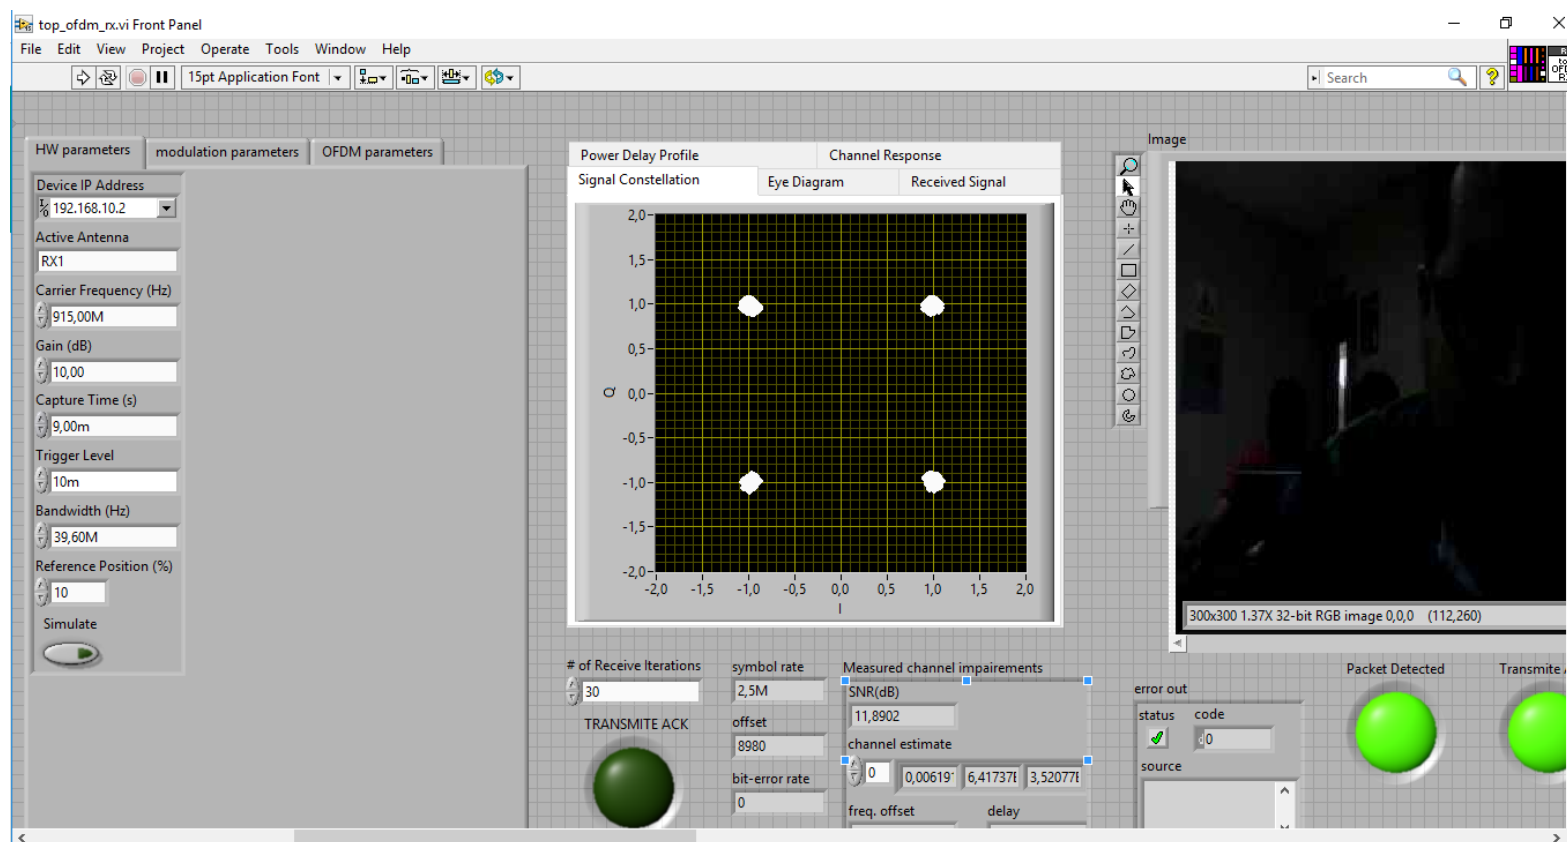 top_ofdm_rx.vi Front Panel
File Edit View Project Operate Tools Window Help
15pt Application Font
Search
HW parameters
modulation parameters
OFDM parameters
Device IP Address
192.168.10.2
Active Antenna
RX1
Carrier Frequency (Hz)
915,00M
Gain (dB)
10,00
Capture Time (s)
9,00m
Trigger Level
10m
Bandwidth (Hz)
39,60M
Reference Position (%)
10
Simulate
Power Delay Profile
Channel Response
Signal Constellation
Eye Diagram
Received Signal
2,0
1,5
1,0
0,5
Q
0,0
-0,5
-1,0
-1,5
-2,0
-2,0 -1,5 -1,0 -0,5 0,0 0,5 1,0 1,5 2,0
I
Image
300x300 1.37X 32-bit RGB image 0,0,0 (112,260)
# of Receive Iterations
30
TRANSMITE ACK
symbol rate
2,5M
offset
8980
bit-error rate
0
Measured channel impairements
SNR(dB)
11,8902
channel estimate
0
0,00619
6,41737
3,52077
freq. offset
delay
error out
status
code
d0
source
Packet Detected
Transmite